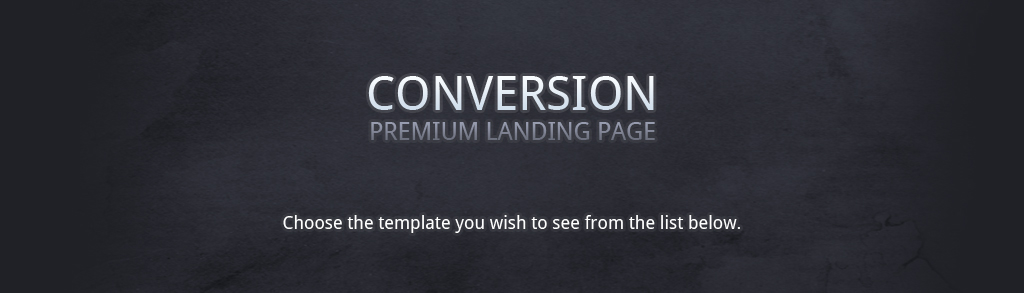 CONVERSION
PREMIUM LANDING PAGE
Choose the template you wish to see from the list below.